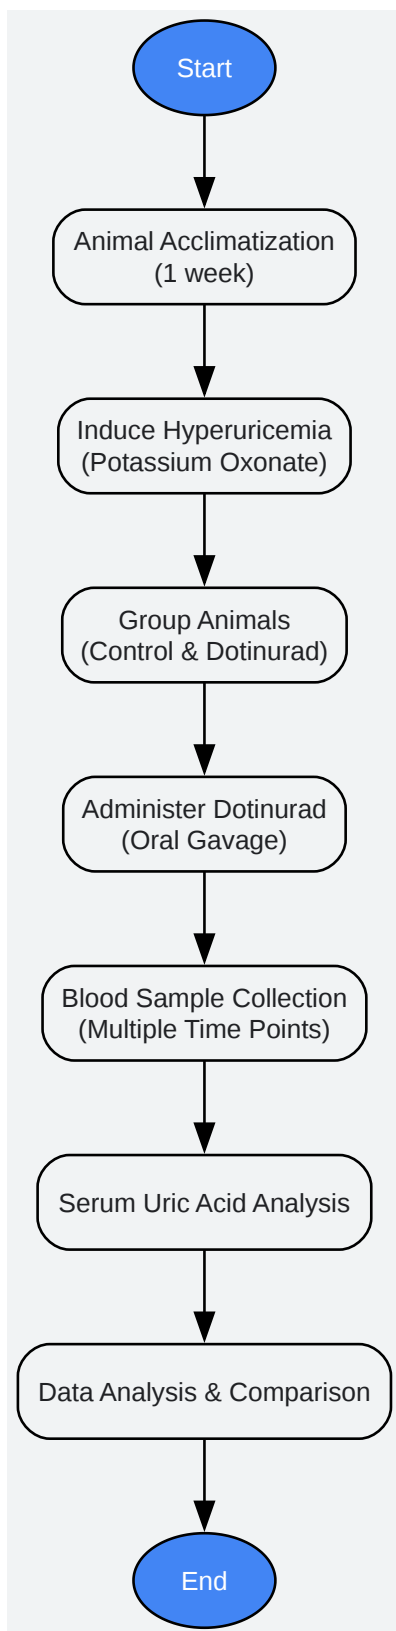 Start
Animal Acclimatization
(1 week)
Induce Hyperuricemia
(Potassium Oxonate)
Group Animals
(Control & Dotinurad)
Administer Dotinurad
(Oral Gavage)
Blood Sample Collection
(Multiple Time Points)
Serum Uric Acid Analysis
Data Analysis & Comparison
End